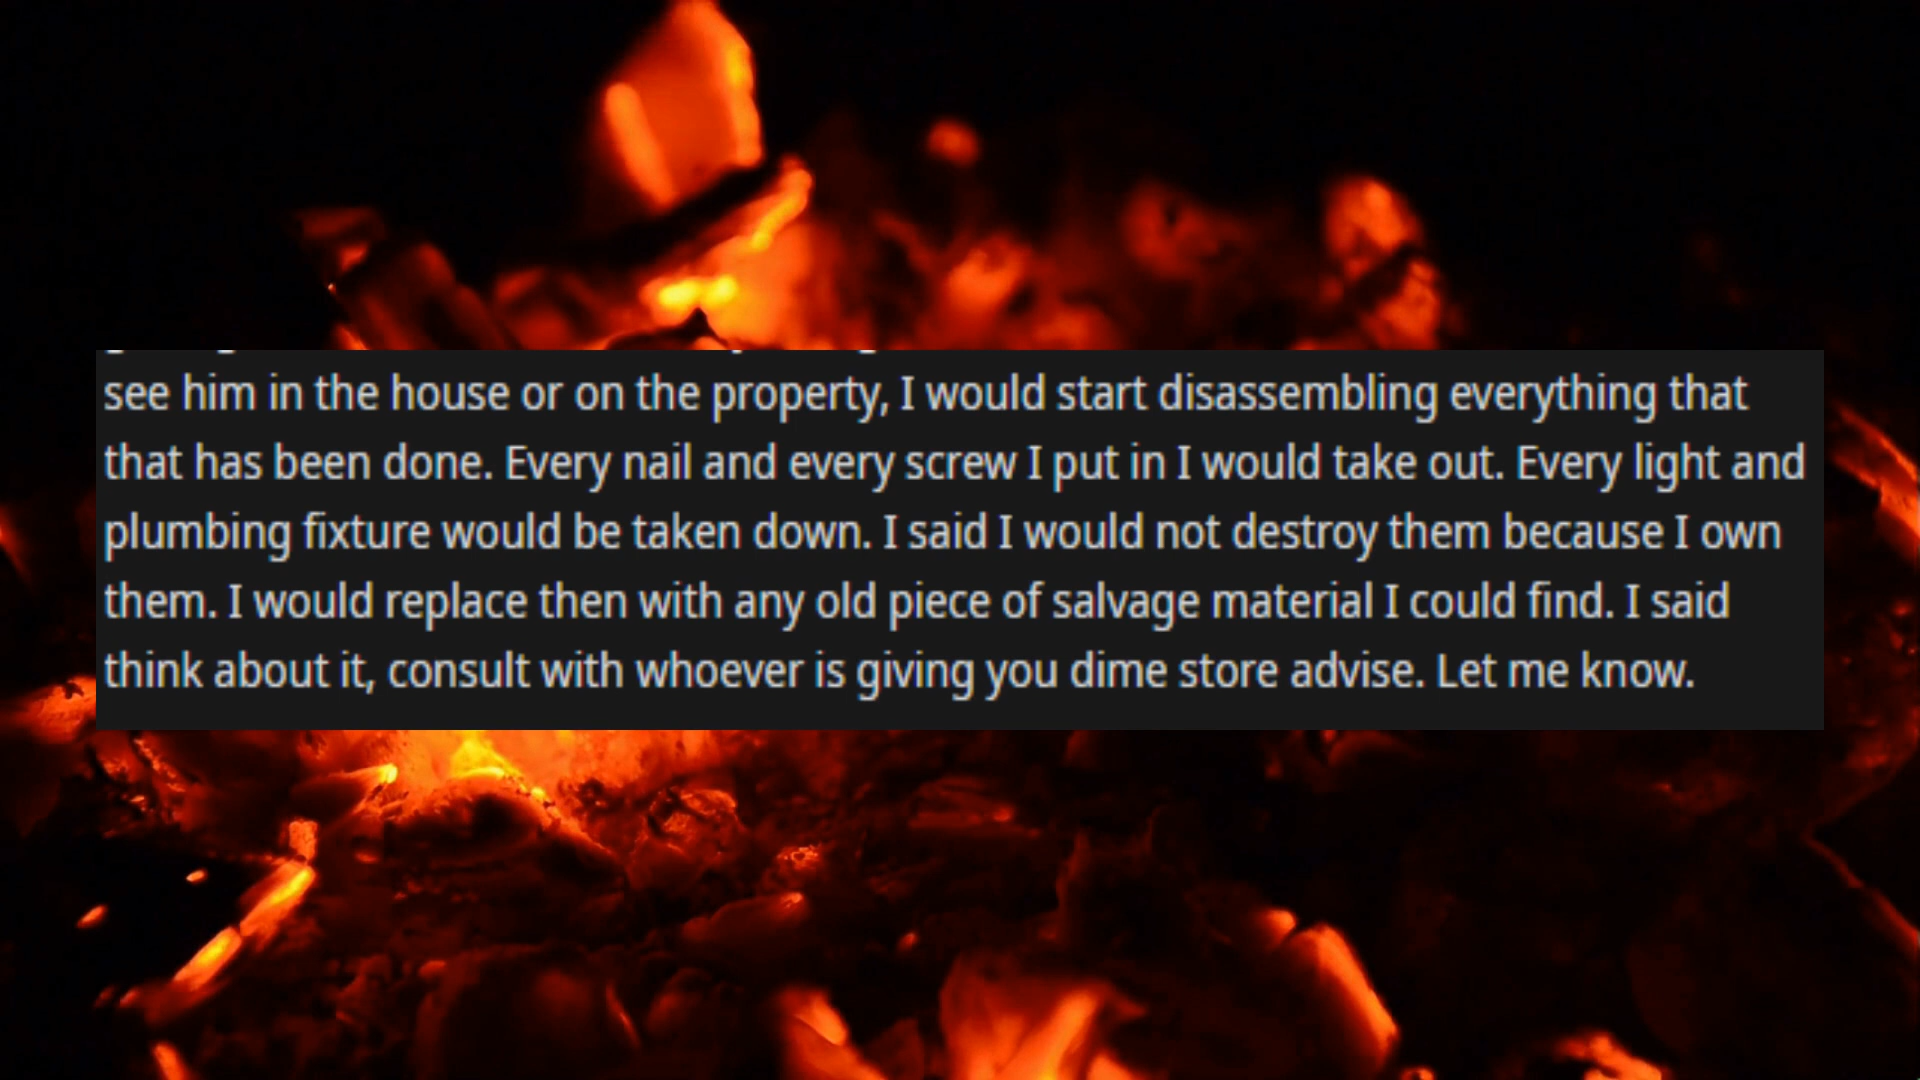 see him in the house or on the property, I would start disassembling everything that
that has been done. Every nail and every screw I put in I would take out. Every light and
plumbing fixture would be taken down. I said I would not destroy them because I own
them. I would replace then with any old piece of salvage material I could find. I said
think about it, consult with whoever is giving you dime store advise. Let me know.